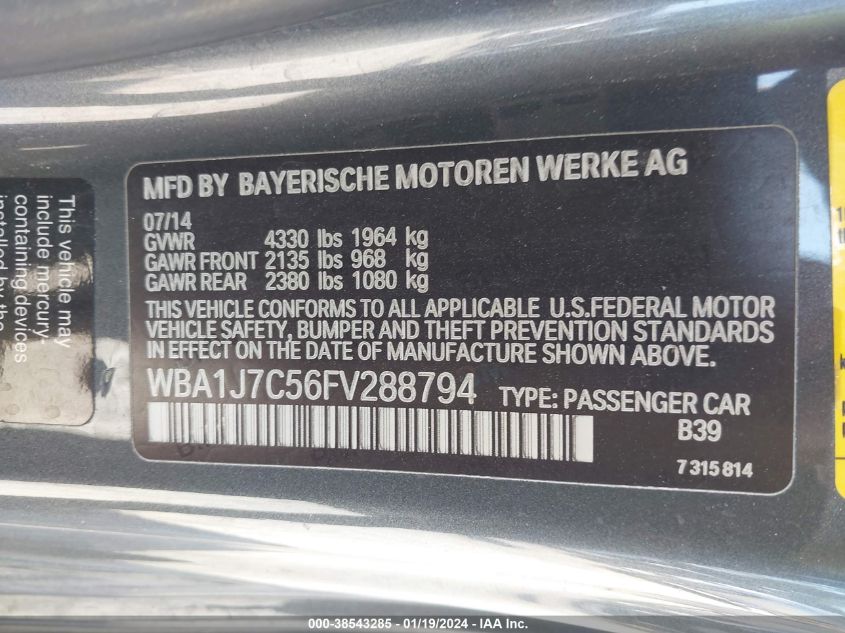 This vehicle may
include mercury-
containing devices
installed by the
MFD BY BAYERISCHE MOTOREN WERKE AG
07/14
GVWR 4330 lbs 1964 kg
GAWR FRONT 2135 lbs 968 kg
GAWR REAR 2380 lbs 1080 kg
THIS VEHICLE CONFORMS TO ALL APPLICABLE U.S.FEDERAL MOTOR
VEHICLE SAFETY, BUMPER AND THEFT PREVENTION STANDARDS
IN EFFECT ON THE DATE OF MANUFACTURE SHOWN ABOVE.
WBA1J7C56FV288794 TYPE: PASSENGER CAR
B39
7 315 814
000-38543285 - 01/19/2024 - IAA Inc.